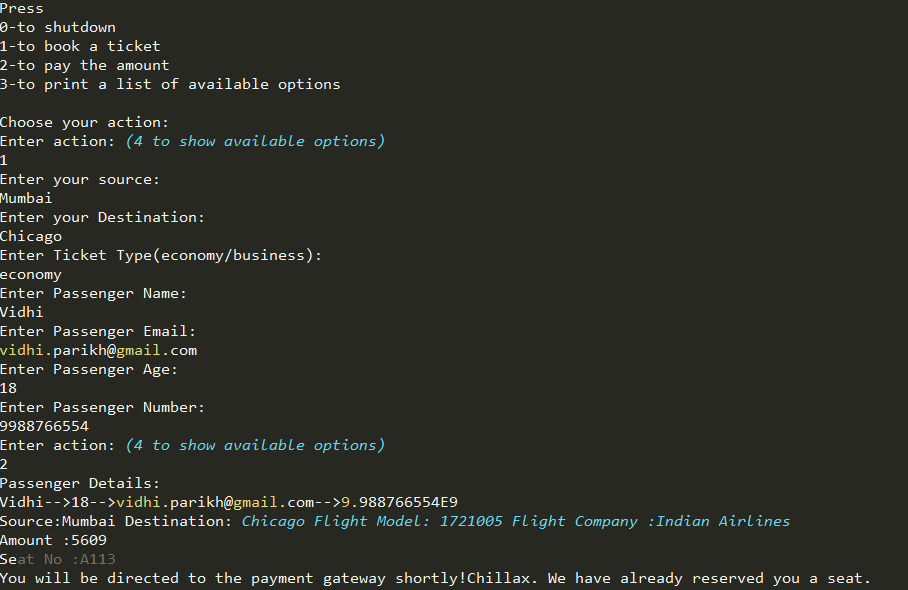 Press
0-to shutdown
1-to book a ticket
2-to pay the amount
3-to print a list of available options
Choose your action:
Enter action: (4 to show available options)
1
Enter your source:
Mumbai
Enter your Destination:
Chicago
Enter Ticket Type(economy/business):
economy
Enter Passenger Name:
Vidhi
Enter Passenger Email:
vidhi.parikh@gmail.com
Enter Passenger Age:
18
Enter Passenger Number:
9988766554
Enter action: (4 to show available options)
2
Passenger Details:
Vidhi-->18-->vidhi.parikh@gmail.com-->9.988766554E9
Source:Mumbai Destination: Chicago Flight Model: 1721005 Flight Company :Indian Airlines
Amount :5609
Seat No :A113
You will be directed to the payment gateway shortly!Chillax. We have already reserved you a seat.